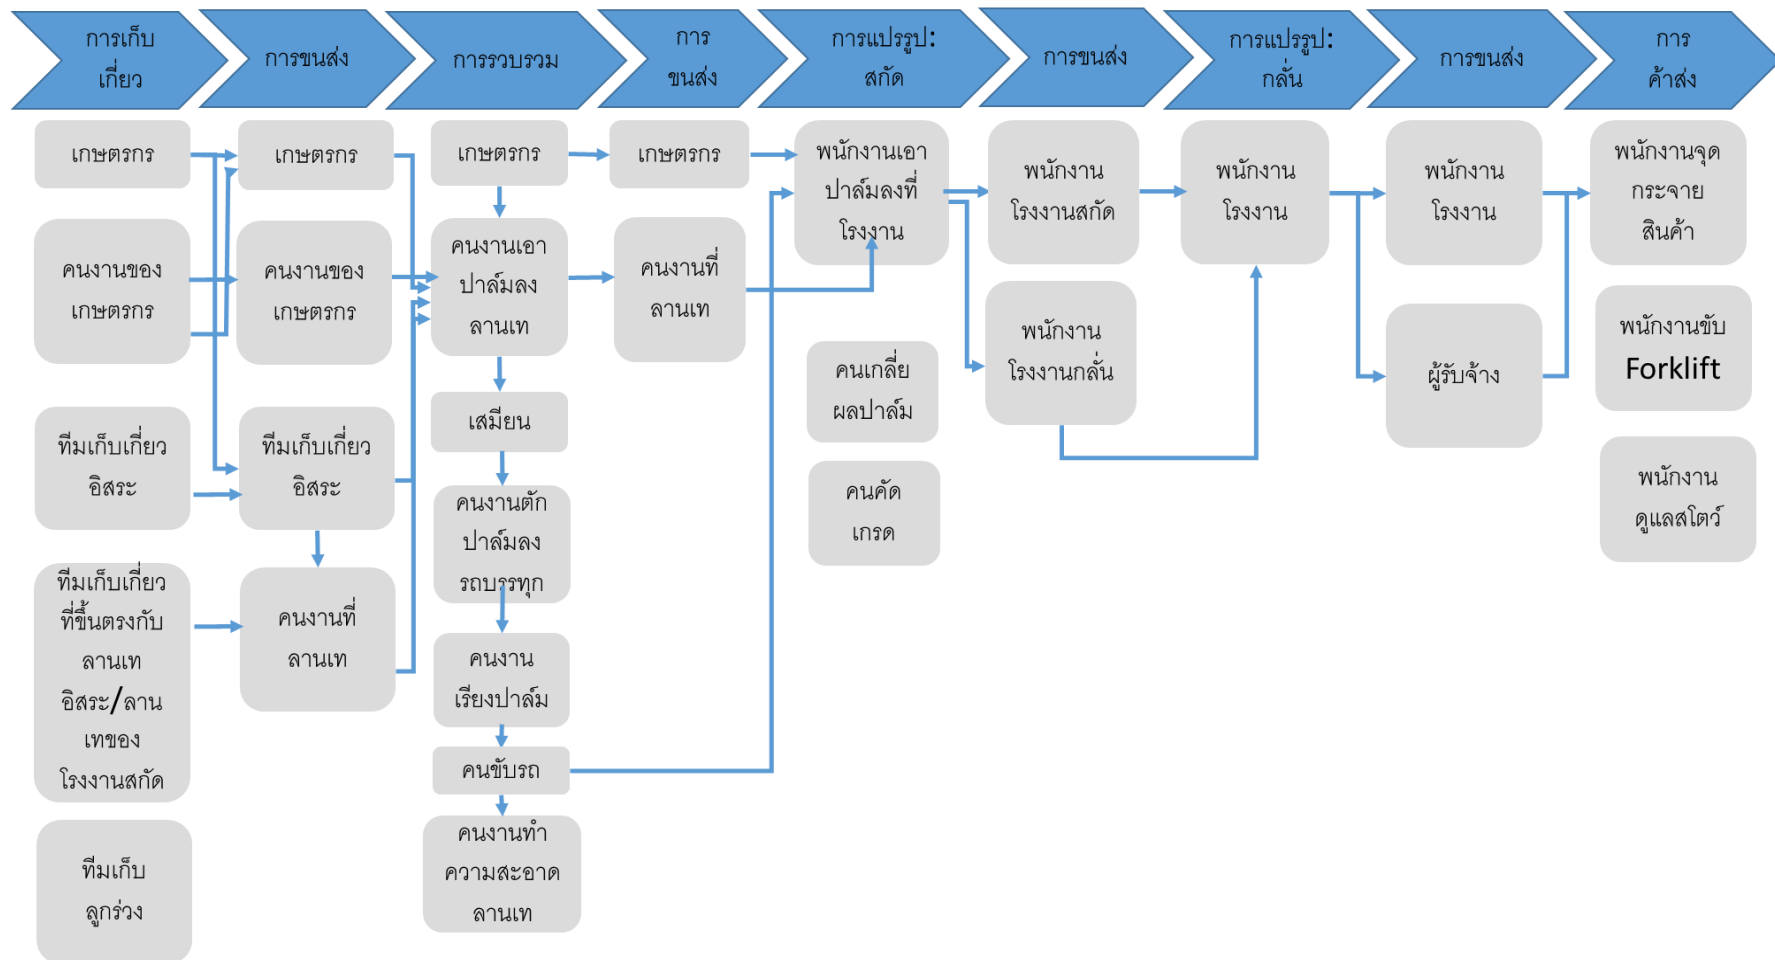 การเก็บ
เกี่ยว
การขนส่ง
การรวบรวม
การ
ขนส่ง
การแปรรูป:
สกัด
การขนส่ง
การแปรรูป:
กลั่น
การขนส่ง
การ
ค้าส่ง
เกษตรกร
คนงานของ
เกษตรกร
ทีมเก็บเกี่ยว
อิสระ
ทีมเก็บเกี่ยว
ที่ขึ้นตรงกับ
ลานเท
อิสระ/ลาน
เทของ
โรงงานสกัด
ทีมเก็บ
ลูกร่วง
เกษตรกร
คนงานของ
เกษตรกร
ทีมเก็บเกี่ยว
อิสระ
คนงานที่
ลานเท
เกษตรกร
คนงานเอา
ปาล์มลง
ลานเท
เสมียน
คนงานตัก
ปาล์มลง
รถบรรทุก
คนงาน
เรียงปาล์ม
คนขับรถ
คนงานทำ
ความสะอาด
ลานเท
เกษตรกร
คนงานที่
ลานเท
พนักงานเอา
ปาล์มลงที่
โรงงาน
คนเกลี่ย
ผลปาล์ม
คนคัด
เกรด
พนักงาน
โรงงานสกัด
พนักงาน
โรงงานกลั่น
พนักงาน
โรงงาน
พนักงาน
โรงงาน
ผู้รับจ้าง
พนักงานจุด
กระจาย
สินค้า
พนักงานขับ
Forklift
พนักงาน
ดูแลสโตว์